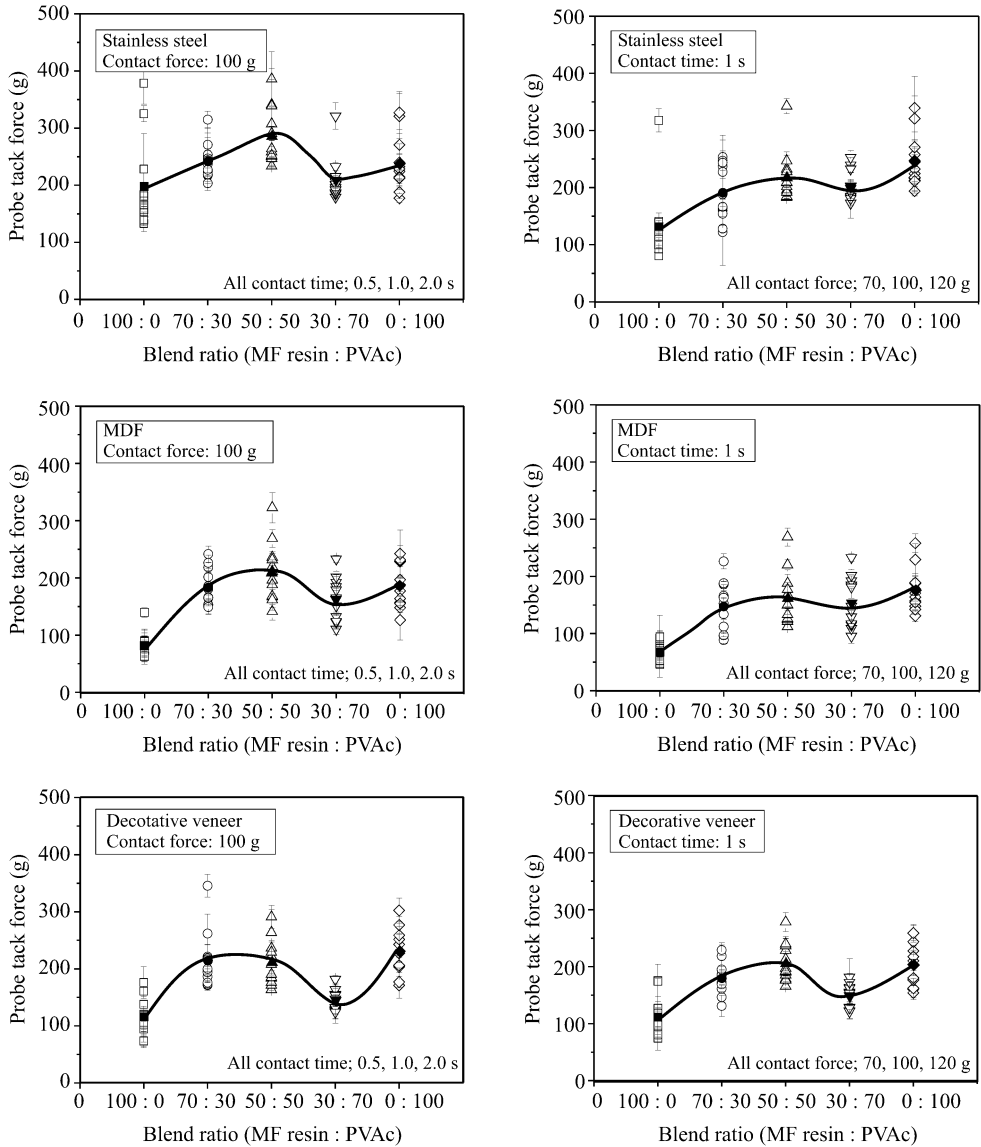 500
400
300
200
100
0
Probe tack force (g)
Stainless steel
Contact force: 100 g
All contact time; 0.5, 1.0, 2.0 s
0 100 : 0 70 : 30 50 : 50 30 : 70 0 : 100
Blend ratio (MF resin : PVAc)
500
400
300
200
100
0
Probe tack force (g)
Stainless steel
Contact time: 1 s
All contact force; 70, 100, 120 g
0 100 : 0 70 : 30 50 : 50 30 : 70 0 : 100
Blend ratio (MF resin : PVAc)
500
400
300
200
100
0
Probe tack force (g)
MDF
Contact force: 100 g
All contact time; 0.5, 1.0, 2.0 s
0 100 : 0 70 : 30 50 : 50 30 : 70 0 : 100
Blend ratio (MF resin : PVAc)
500
400
300
200
100
0
Probe tack force (g)
MDF
Contact time: 1 s
All contact force; 70, 100, 120 g
0 100 : 0 70 : 30 50 : 50 30 : 70 0 : 100
Blend ratio (MF resin : PVAc)
500
400
300
200
100
0
Probe tack force (g)
Decotative veneer
Contact force: 100 g
All contact time; 0.5, 1.0, 2.0 s
0 100 : 0 70 : 30 50 : 50 30 : 70 0 : 100
Blend ratio (MF resin : PVAc)
500
400
300
200
100
0
Probe tack force (g)
Decorative veneer
Contact time: 1 s
All contact force; 70, 100, 120 g
0 100 : 0 70 : 30 50 : 50 30 : 70 0 : 100
Blend ratio (MF resin : PVAc)